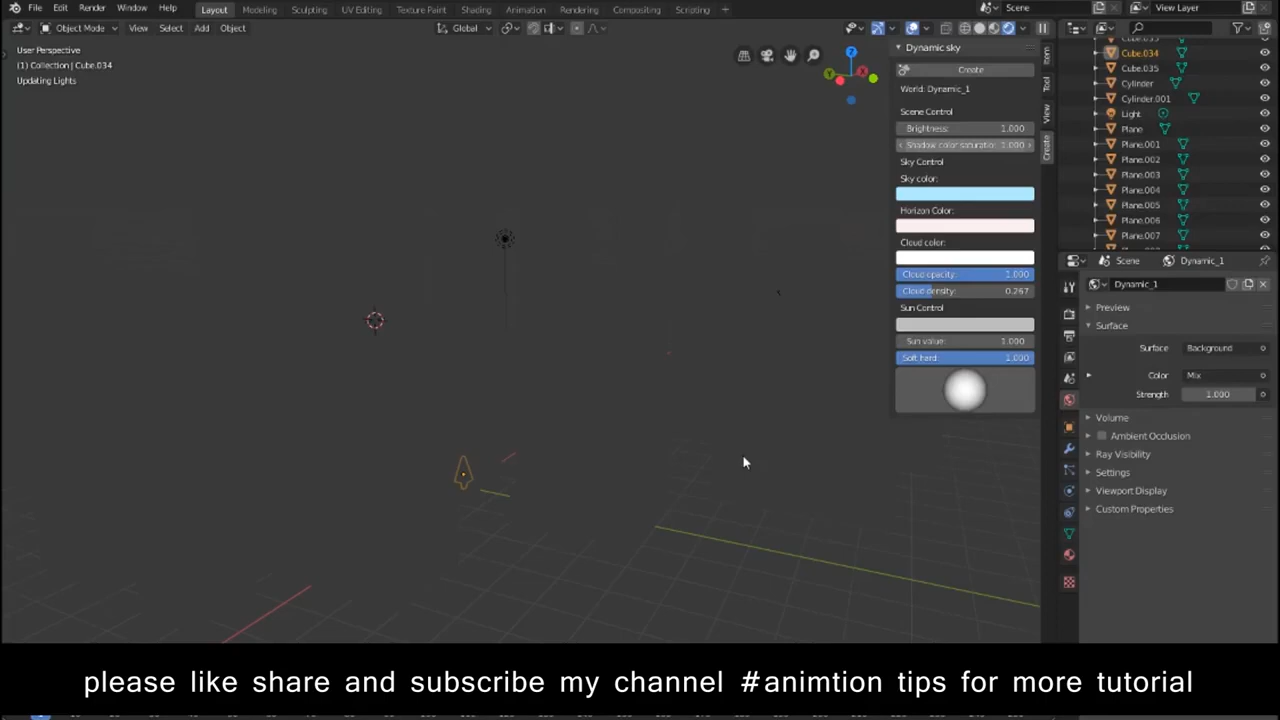 File Edit Render Window Help Layout Modeling Sculpting UV Editing Texture Paint Shading Animation Rendering Compositing Scripting + Scene View Layer
Object Mode View Select Add Object Global
User Perspective
(1) Collection | Cube.034
Updating Lights
Dynamic sky
Create
World: Dynamic_1
Scene Control
Brightness: 1.000
Shadow color saturatio: 1.000
Sky Control
Sky color:
Horizon Color:
Cloud color:
Cloud opacity: 1.000
Cloud density: 0.267
Sun Control
Sun value: 1.000
Soft hard: 1.000
Item
Tool
View
Create
Cube.034
Cube.035
Cylinder
Cylinder.001
Light
Plane
Plane.001
Plane.002
Plane.003
Plane.004
Plane.005
Plane.006
Plane.007
Scene Dynamic_1
Dynamic_1
Preview
Surface
Surface Background
Color Mix
Strength 1.000
Volume
Ambient Occlusion
Ray Visibility
Settings
Viewport Display
Custom Properties
please like share and subscribe my channel #animtion tips for more tutorial